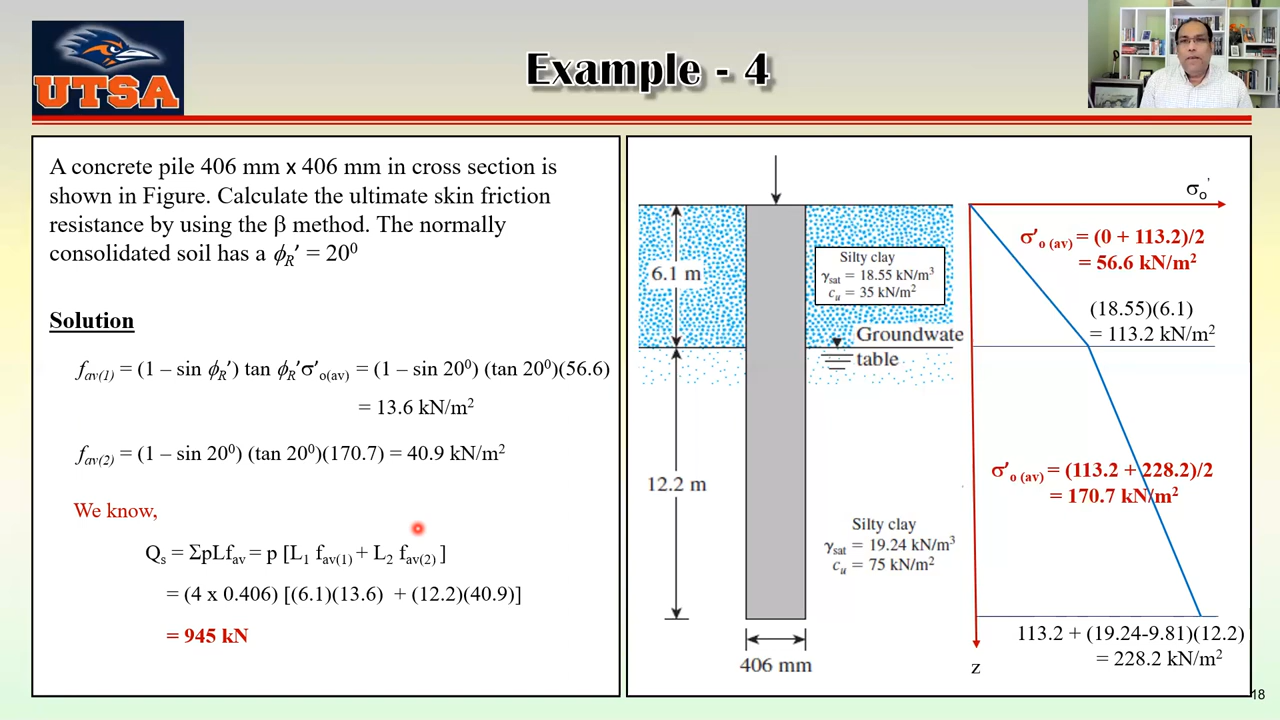 UTSA
Example - 4
A concrete pile 406 mm x 406 mm in cross section is
shown in Figure. Calculate the ultimate skin friction
resistance by using the β method. The normally
consolidated soil has a ϕR′ = 20⁰
Solution
fav(1) = (1 – sin ϕR′) tan ϕR′σ′o(av) = (1 – sin 20⁰) (tan 20⁰)(56.6)
= 13.6 kN/m²
fav(2) = (1 – sin 20⁰) (tan 20⁰)(170.7) = 40.9 kN/m²
We know,
Qs = ΣpLfav = p [L1 fav(1) + L2 fav(2) ]
= (4 x 0.406) [(6.1)(13.6) + (12.2)(40.9)]
= 945 kN
6.1 m
Silty clay
γsat = 18.55 kN/m³
cu = 35 kN/m²
Groundwate
table
12.2 m
Silty clay
γsat = 19.24 kN/m³
cu = 75 kN/m²
406 mm
σo′
σ′o (av) = (0 + 113.2)/2
= 56.6 kN/m²
(18.55)(6.1)
= 113.2 kN/m²
σ′o (av) = (113.2 + 228.2)/2
= 170.7 kN/m²
113.2 + (19.24-9.81)(12.2)
= 228.2 kN/m²
z
18